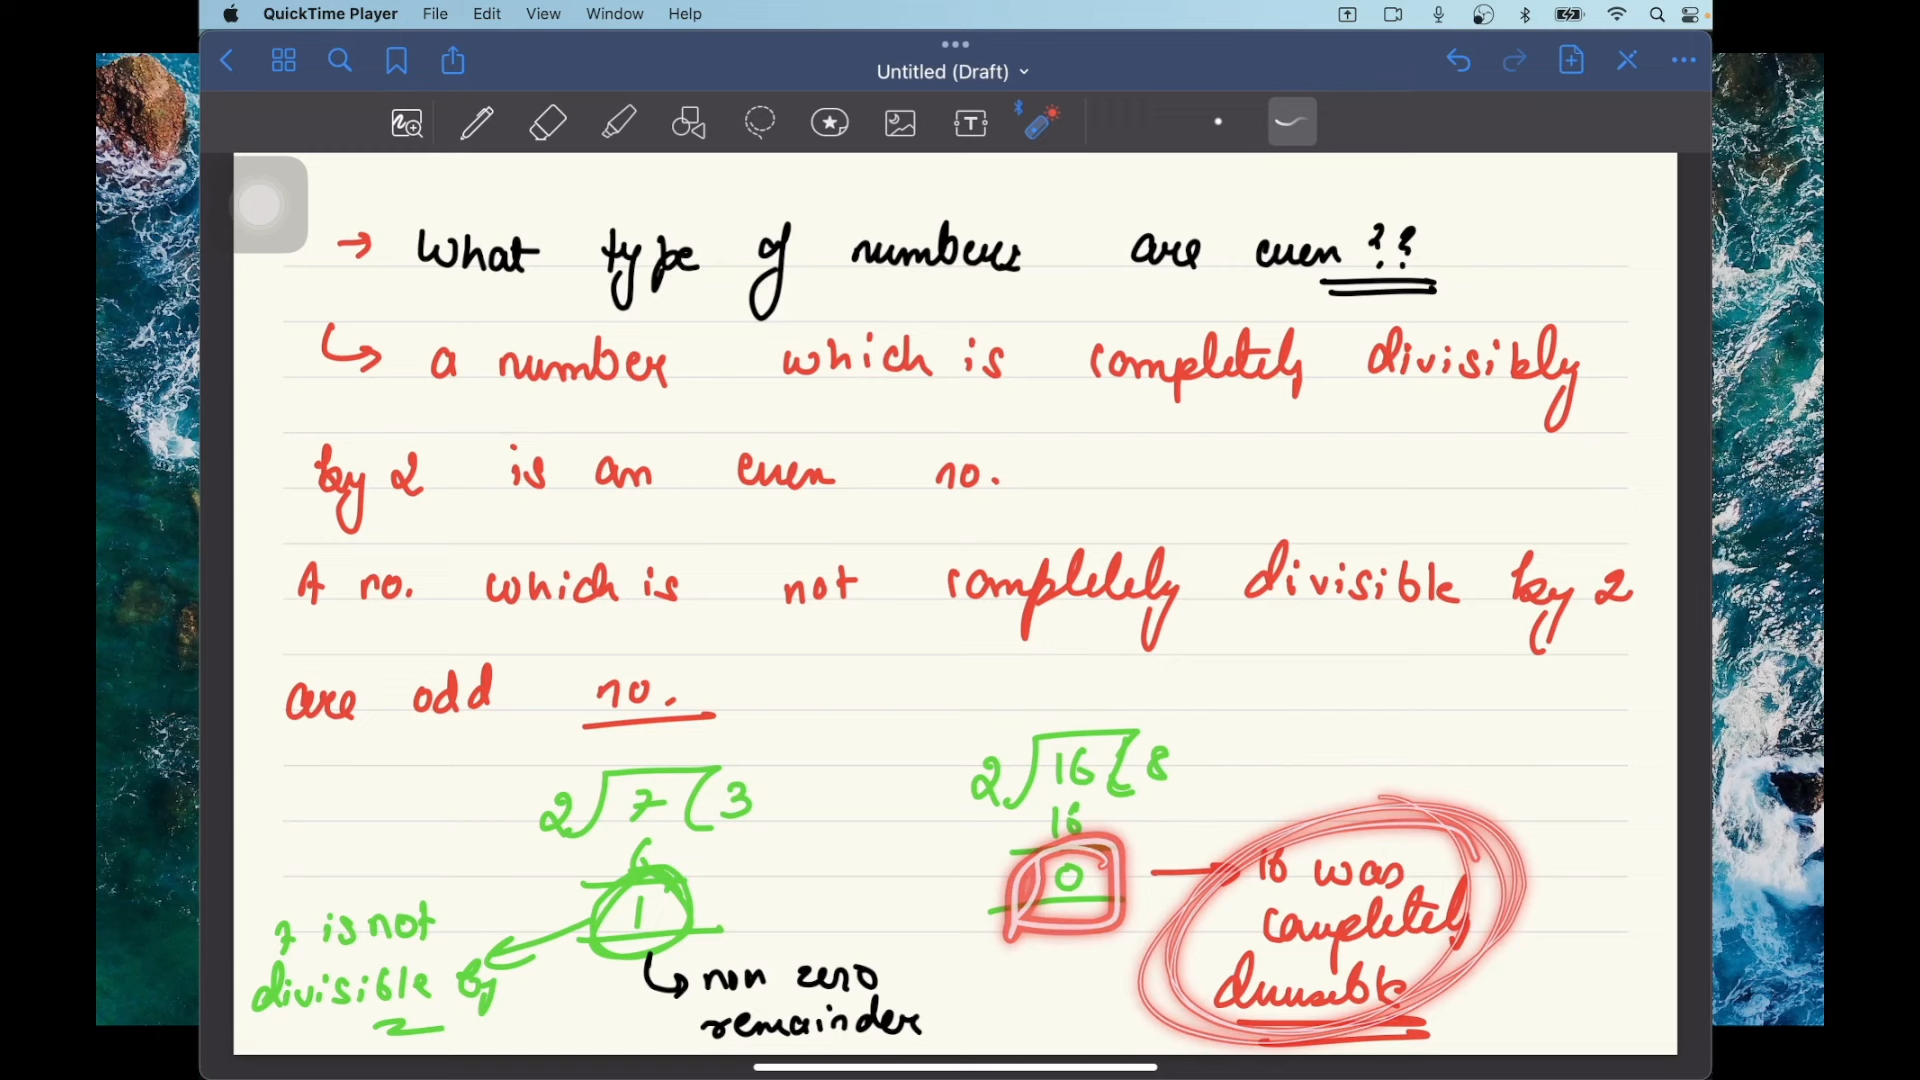 QuickTime Player File Edit View Window Help
Untitled (Draft)
T
→ What type of numbers are even??
↳ a number which is completely divisibly
by 2 is an even no.
A no. which is not completely divisible by 2
are odd no.
2 7 3
6
1
7 is not
divisible by
↳ non zero
remainder
2 16 8
16
0
→ 16 was
completely
divisible